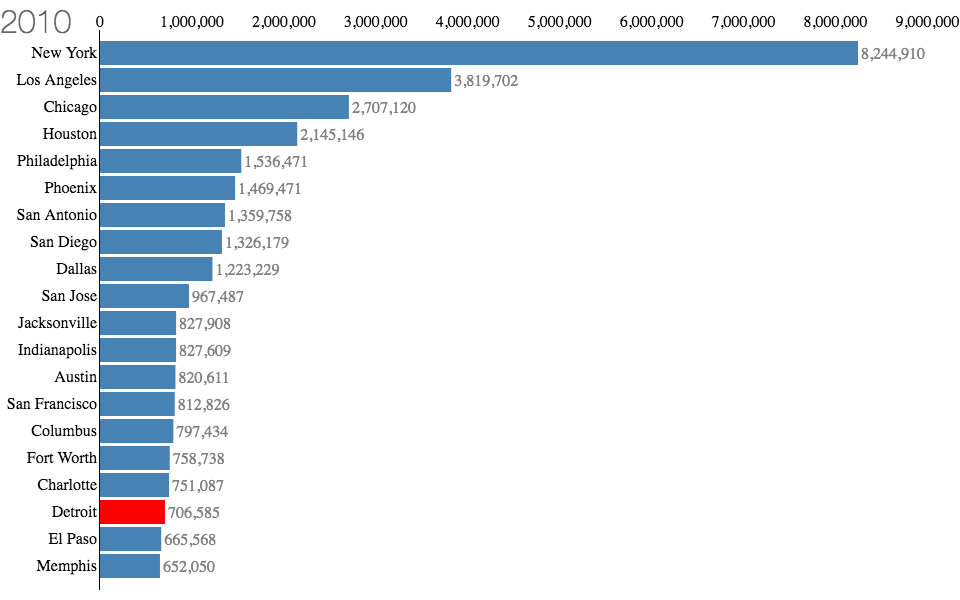 2010
0 1,000,000 2,000,000 3,000,000 4,000,000 5,000,000 6,000,000 7,000,000 8,000,000 9,000,000
New York 8,244,910
Los Angeles 3,819,702
Chicago 2,707,120
Houston 2,145,146
Philadelphia 1,536,471
Phoenix 1,469,471
San Antonio 1,359,758
San Diego 1,326,179
Dallas 1,223,229
San Jose 967,487
Jacksonville 827,908
Indianapolis 827,609
Austin 820,611
San Francisco 812,826
Columbus 797,434
Fort Worth 758,738
Charlotte 751,087
Detroit 706,585
El Paso 665,568
Memphis 652,050